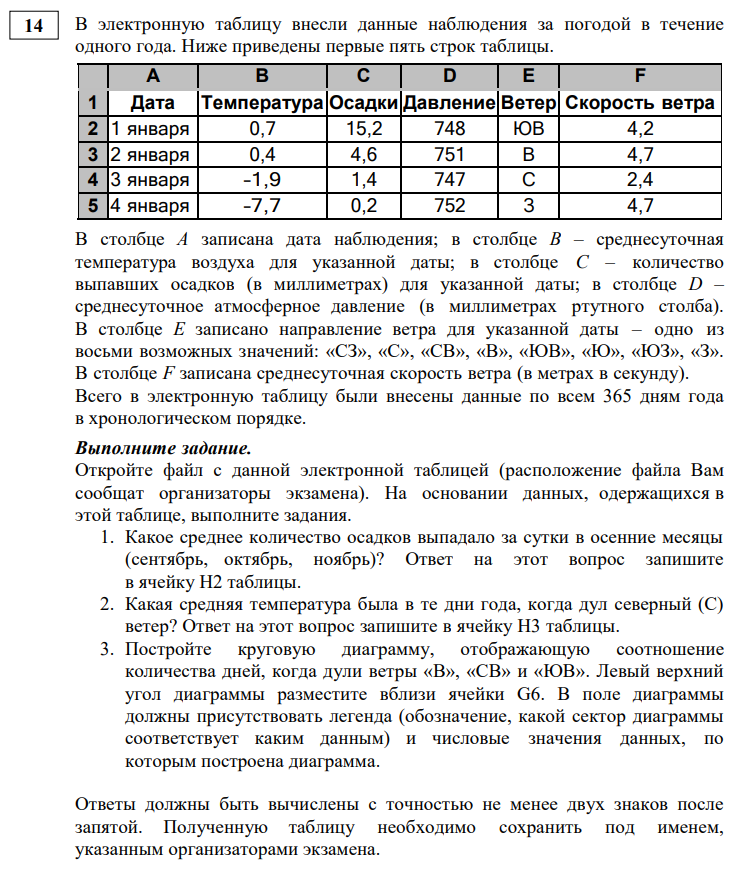 14
В электронную таблицу внесли данные наблюдения за погодой в течение
одного года. Ниже приведены первые пять строк таблицы.
A B C D E F
1 Дата Температура Осадки Давление Ветер Скорость ветра
2 1 января 0,7 15,2 748 ЮВ 4,2
3 2 января 0,4 4,6 751 В 4,7
4 3 января –1,9 1,4 747 С 2,4
5 4 января –7,7 0,2 752 З 4,7
В столбце A записана дата наблюдения; в столбце B – среднесуточная
температура воздуха для указанной даты; в столбце C – количество
выпавших осадков (в миллиметрах) для указанной даты; в столбце D –
среднесуточное атмосферное давление (в миллиметрах ртутного столба).
В столбце E записано направление ветра для указанной даты – одно из
восьми возможных значений: «СЗ», «С», «СВ», «В», «ЮВ», «Ю», «ЮЗ», «З».
В столбце F записана среднесуточная скорость ветра (в метрах в секунду).
Всего в электронную таблицу были внесены данные по всем 365 дням года
в хронологическом порядке.
Выполните задание.
Откройте файл с данной электронной таблицей (расположение файла Вам
сообщат организаторы экзамена). На основании данных, одержащихся в
этой таблице, выполните задания.
1. Какое среднее количество осадков выпадало за сутки в осенние месяцы
(сентябрь, октябрь, ноябрь)? Ответ на этот вопрос запишите
в ячейку H2 таблицы.
2. Какая средняя температура была в те дни года, когда дул северный (С)
ветер? Ответ на этот вопрос запишите в ячейку H3 таблицы.
3. Постройте круговую диаграмму, отображающую соотношение
количества дней, когда дули ветры «В», «СВ» и «ЮВ». Левый верхний
угол диаграммы разместите вблизи ячейки G6. В поле диаграммы
должны присутствовать легенда (обозначение, какой сектор диаграммы
соответствует каким данным) и числовые значения данных, по
которым построена диаграмма.
Ответы должны быть вычислены с точностью не менее двух знаков после
запятой. Полученную таблицу необходимо сохранить под именем,
указанным организаторами экзамена.